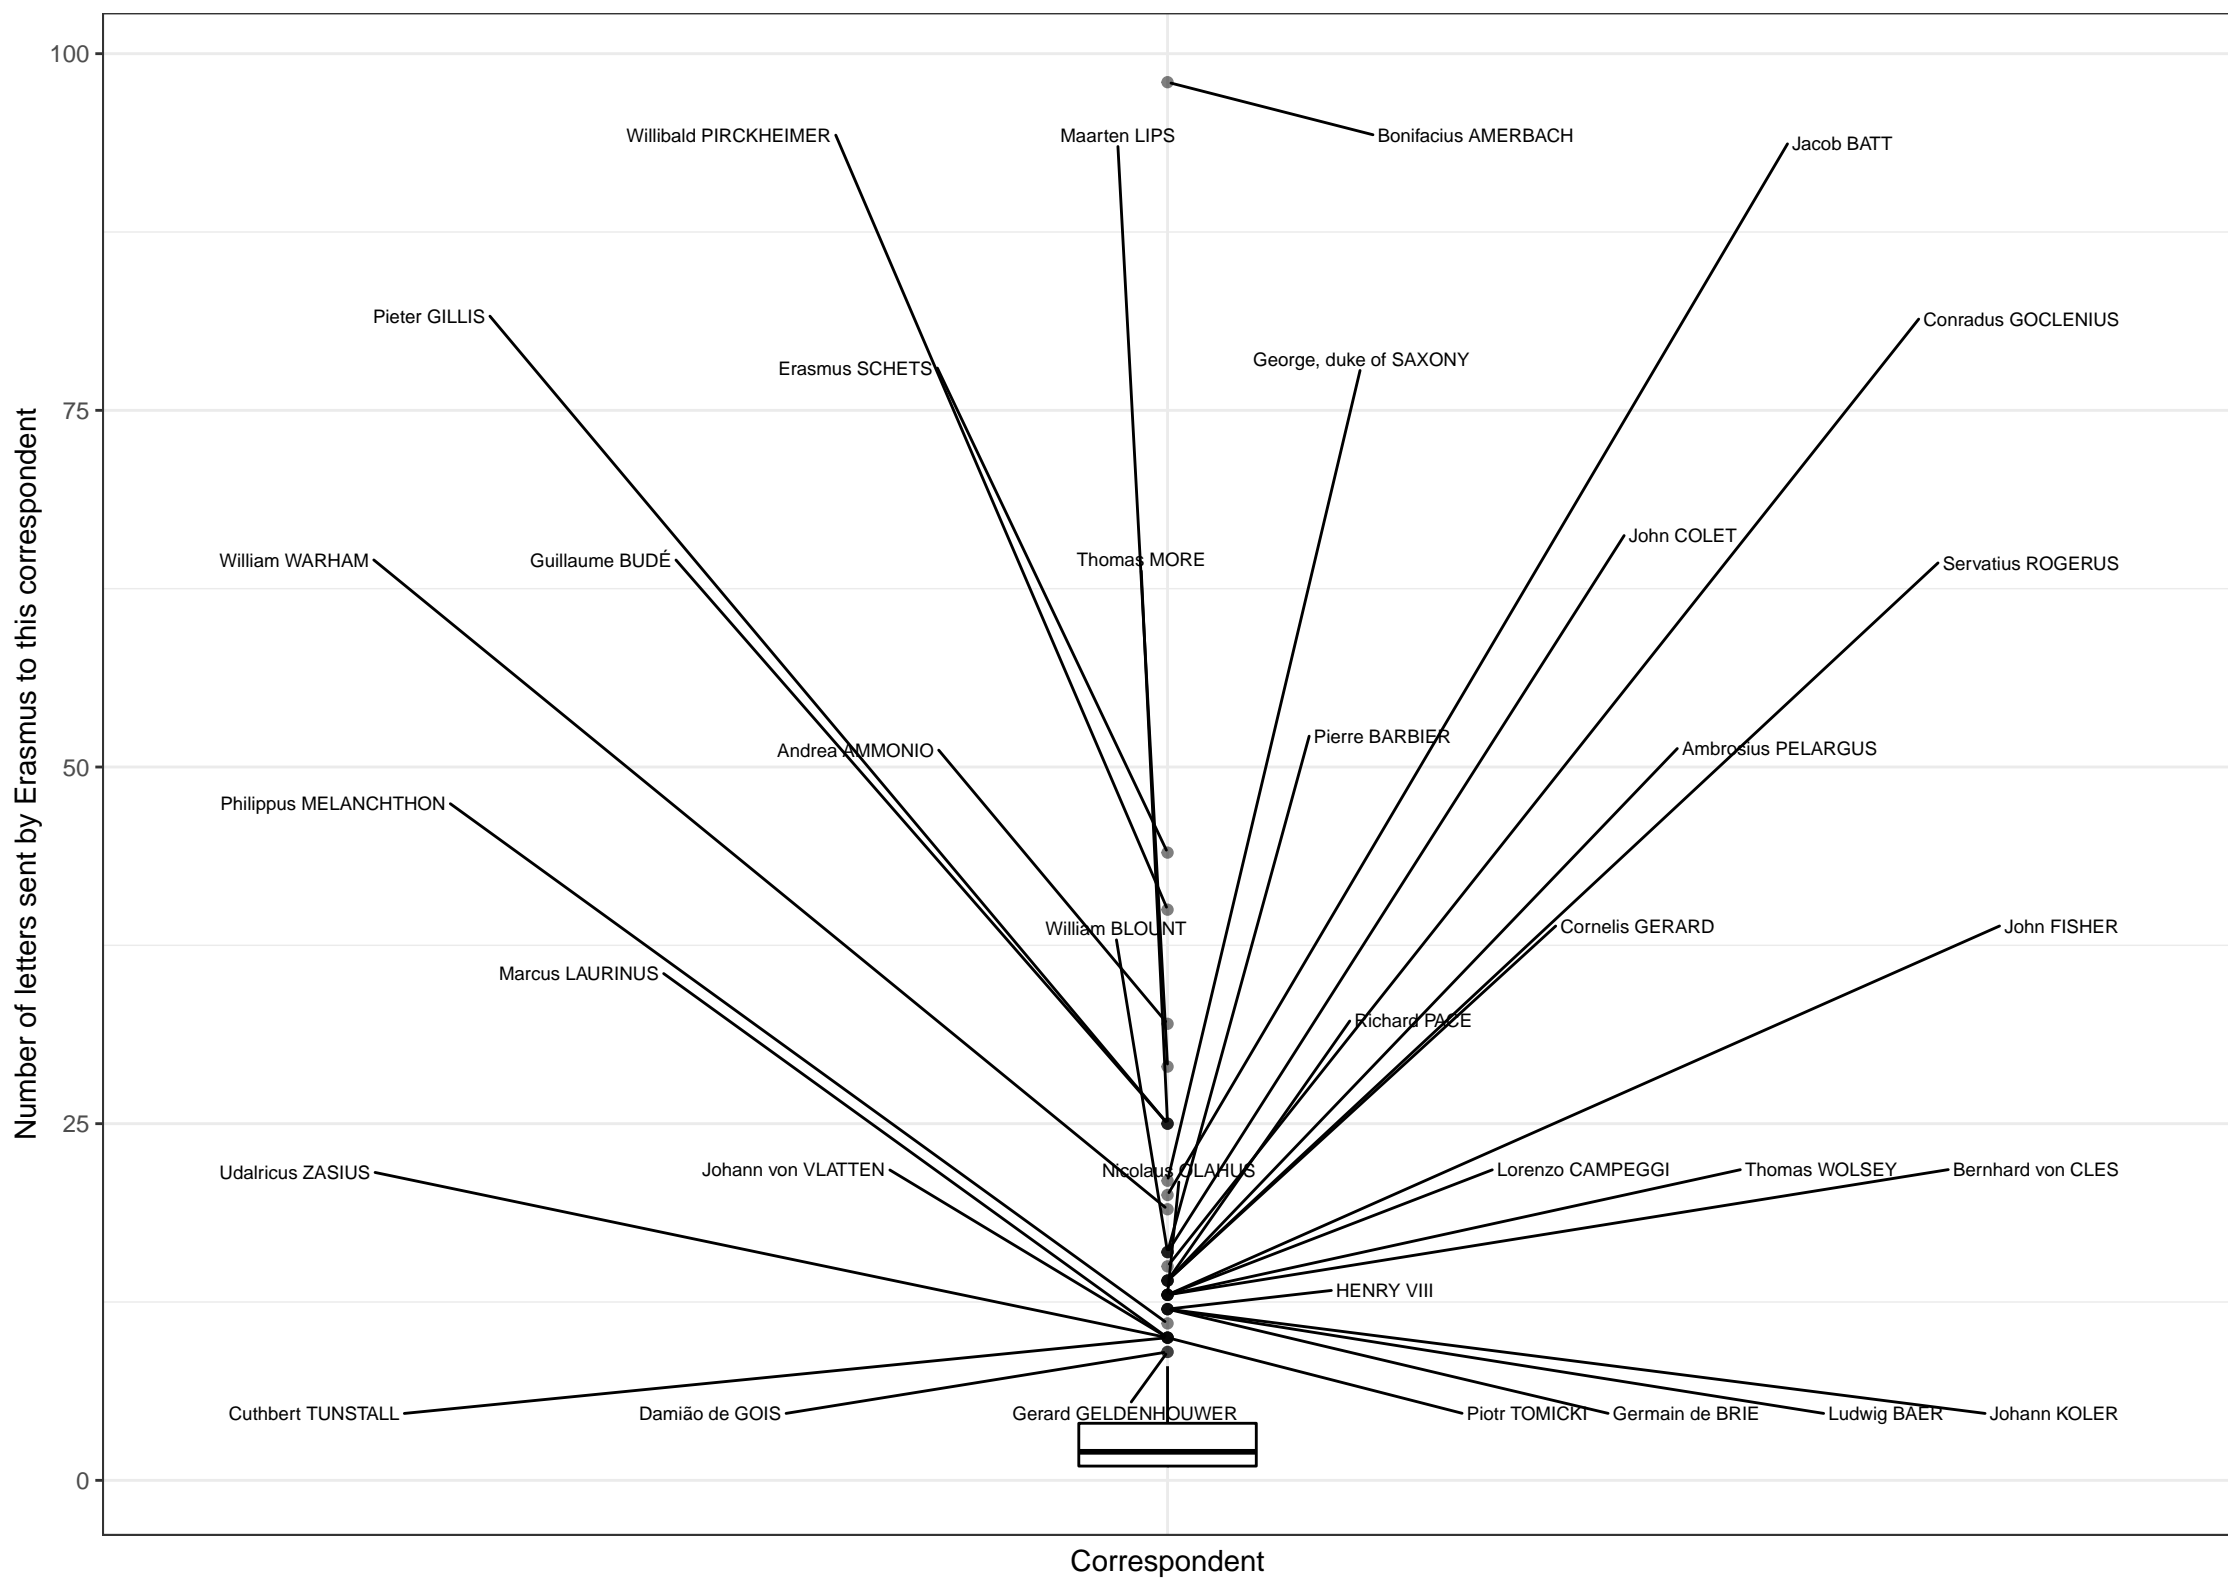 100
Willibald PIRCKHEIMER
Maarten LIPS
Bonifacius AMERBACH
Jacob BATT
Pieter GILLIS
Conradus GOCLENIUS
Erasmus SCHETS
George, duke of SAXONY
75
William WARHAM
Guillaume BUDÉ
Thomas MORE
John COLET
Servatius ROGERUS
Andrea AMMONIO
Pierre BARBIER
Ambrosius PELARGUS
50
Philippus MELANCHTHON
William BLOUNT
Cornelis GERARD
John FISHER
Marcus LAURINUS
Richard PACE
25
Udalricus ZASIUS
Johann von VLATTEN
Nicolaus OLAHUS
Lorenzo CAMPEGGI
Thomas WOLSEY
Bernhard von CLES
HENRY VIII
Cuthbert TUNSTALL
Damião de GOIS
Gerard GELDENHOUWER
Piotr TOMICKI
Germain de BRIE
Ludwig BAER
Johann KOLER
0
Number of letters sent by Erasmus to this correspondent
Correspondent